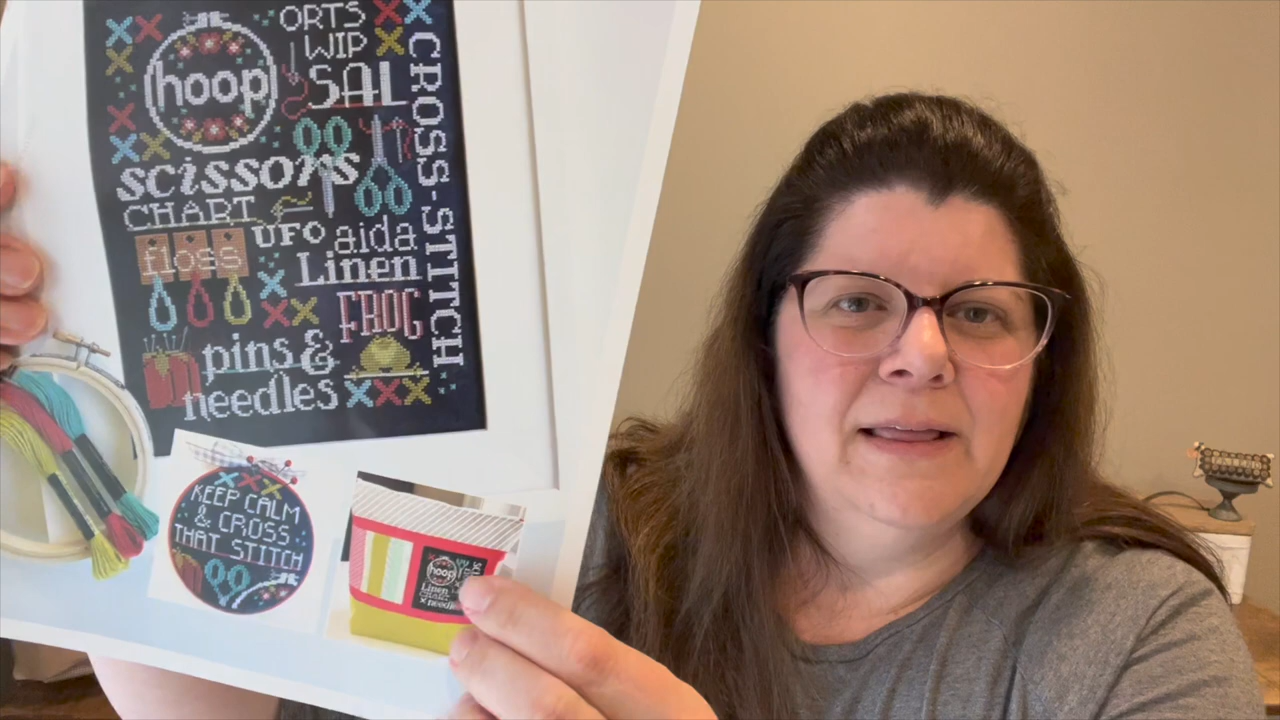 ORTS
WIP
hoop
SAL
CROSS-STITCH
scissors
CHART
floss
UFO aida
Linen
FROG
pins &
needles
KEEP CALM
& CROSS
THAT STITCH
hoop
Linen
needles